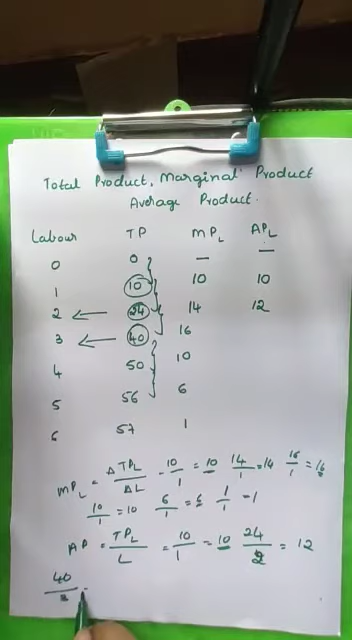 Total Product, Marginal Product
Average Product.
Labour TP MPL APL
0 0 — —
1 10 10 10
2 ← 24 14 12
3 ← 40 16
4 50 10
5 56 6
6 57 1
MPL = ΔTPL/ΔL = 10/1 = 10 14/1 = 14 16/1 = 16
10/1 = 10 6/1 = 6 1/1 = 1
AP = TPL/L = 10/1 = 10 24/2 = 12
40/3 =